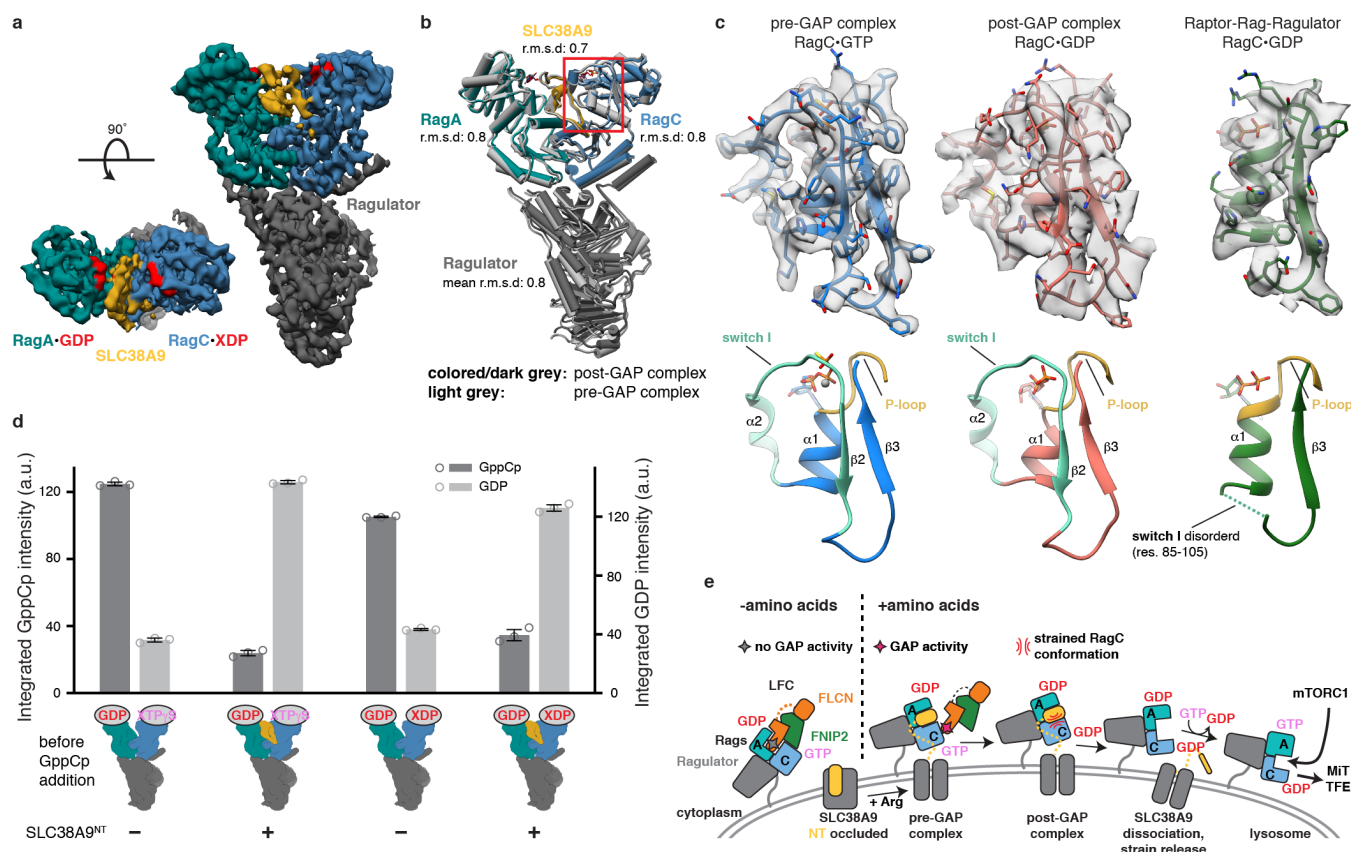 a
90°
Ragulator
RagA•GDP
RagC•XDP
SLC38A9
b
SLC38A9
r.m.s.d: 0.7
RagA
r.m.s.d: 0.8
RagC
r.m.s.d: 0.8
Ragulator
mean r.m.s.d: 0.8
colored/dark grey: post-GAP complex
light grey: pre-GAP complex
c
pre-GAP complex
RagC•GTP
post-GAP complex
RagC•GDP
Raptor-Rag-Ragulator
RagC•GDP
switch I
P-loop
α2
α1
β2
β3
switch I
P-loop
α2
α1
β2
β3
P-loop
α1
β3
switch I disorderd
(res. 85-105)
d
Integrated GppCp intensity (a.u.)
120
80
40
0
GppCp
GDP
Integrated GDP intensity (a.u.)
120
80
40
0
GDP
XTPγS
GDP
XTPγS
GDP
XDP
GDP
XDP
before
GppCp
addition
SLC38A9NT
−
+
−
+
e
-amino acids
+amino acids
no GAP activity
GAP activity
strained RagC
conformation
LFC
FLCN
GDP
A
Rags
FNIP2
C
GTP
Ragulator
cytoplasm
SLC38A9
NT occluded
+ Arg
GDP
A
C
GTP
pre-GAP
complex
GDP
A
C
GDP
post-GAP
complex
GDP
A
C
GDP
GTP
GDP
SLC38A9
dissociation,
strain release
mTORC1
GTP
A
C
GDP
MiT
TFE
lysosome